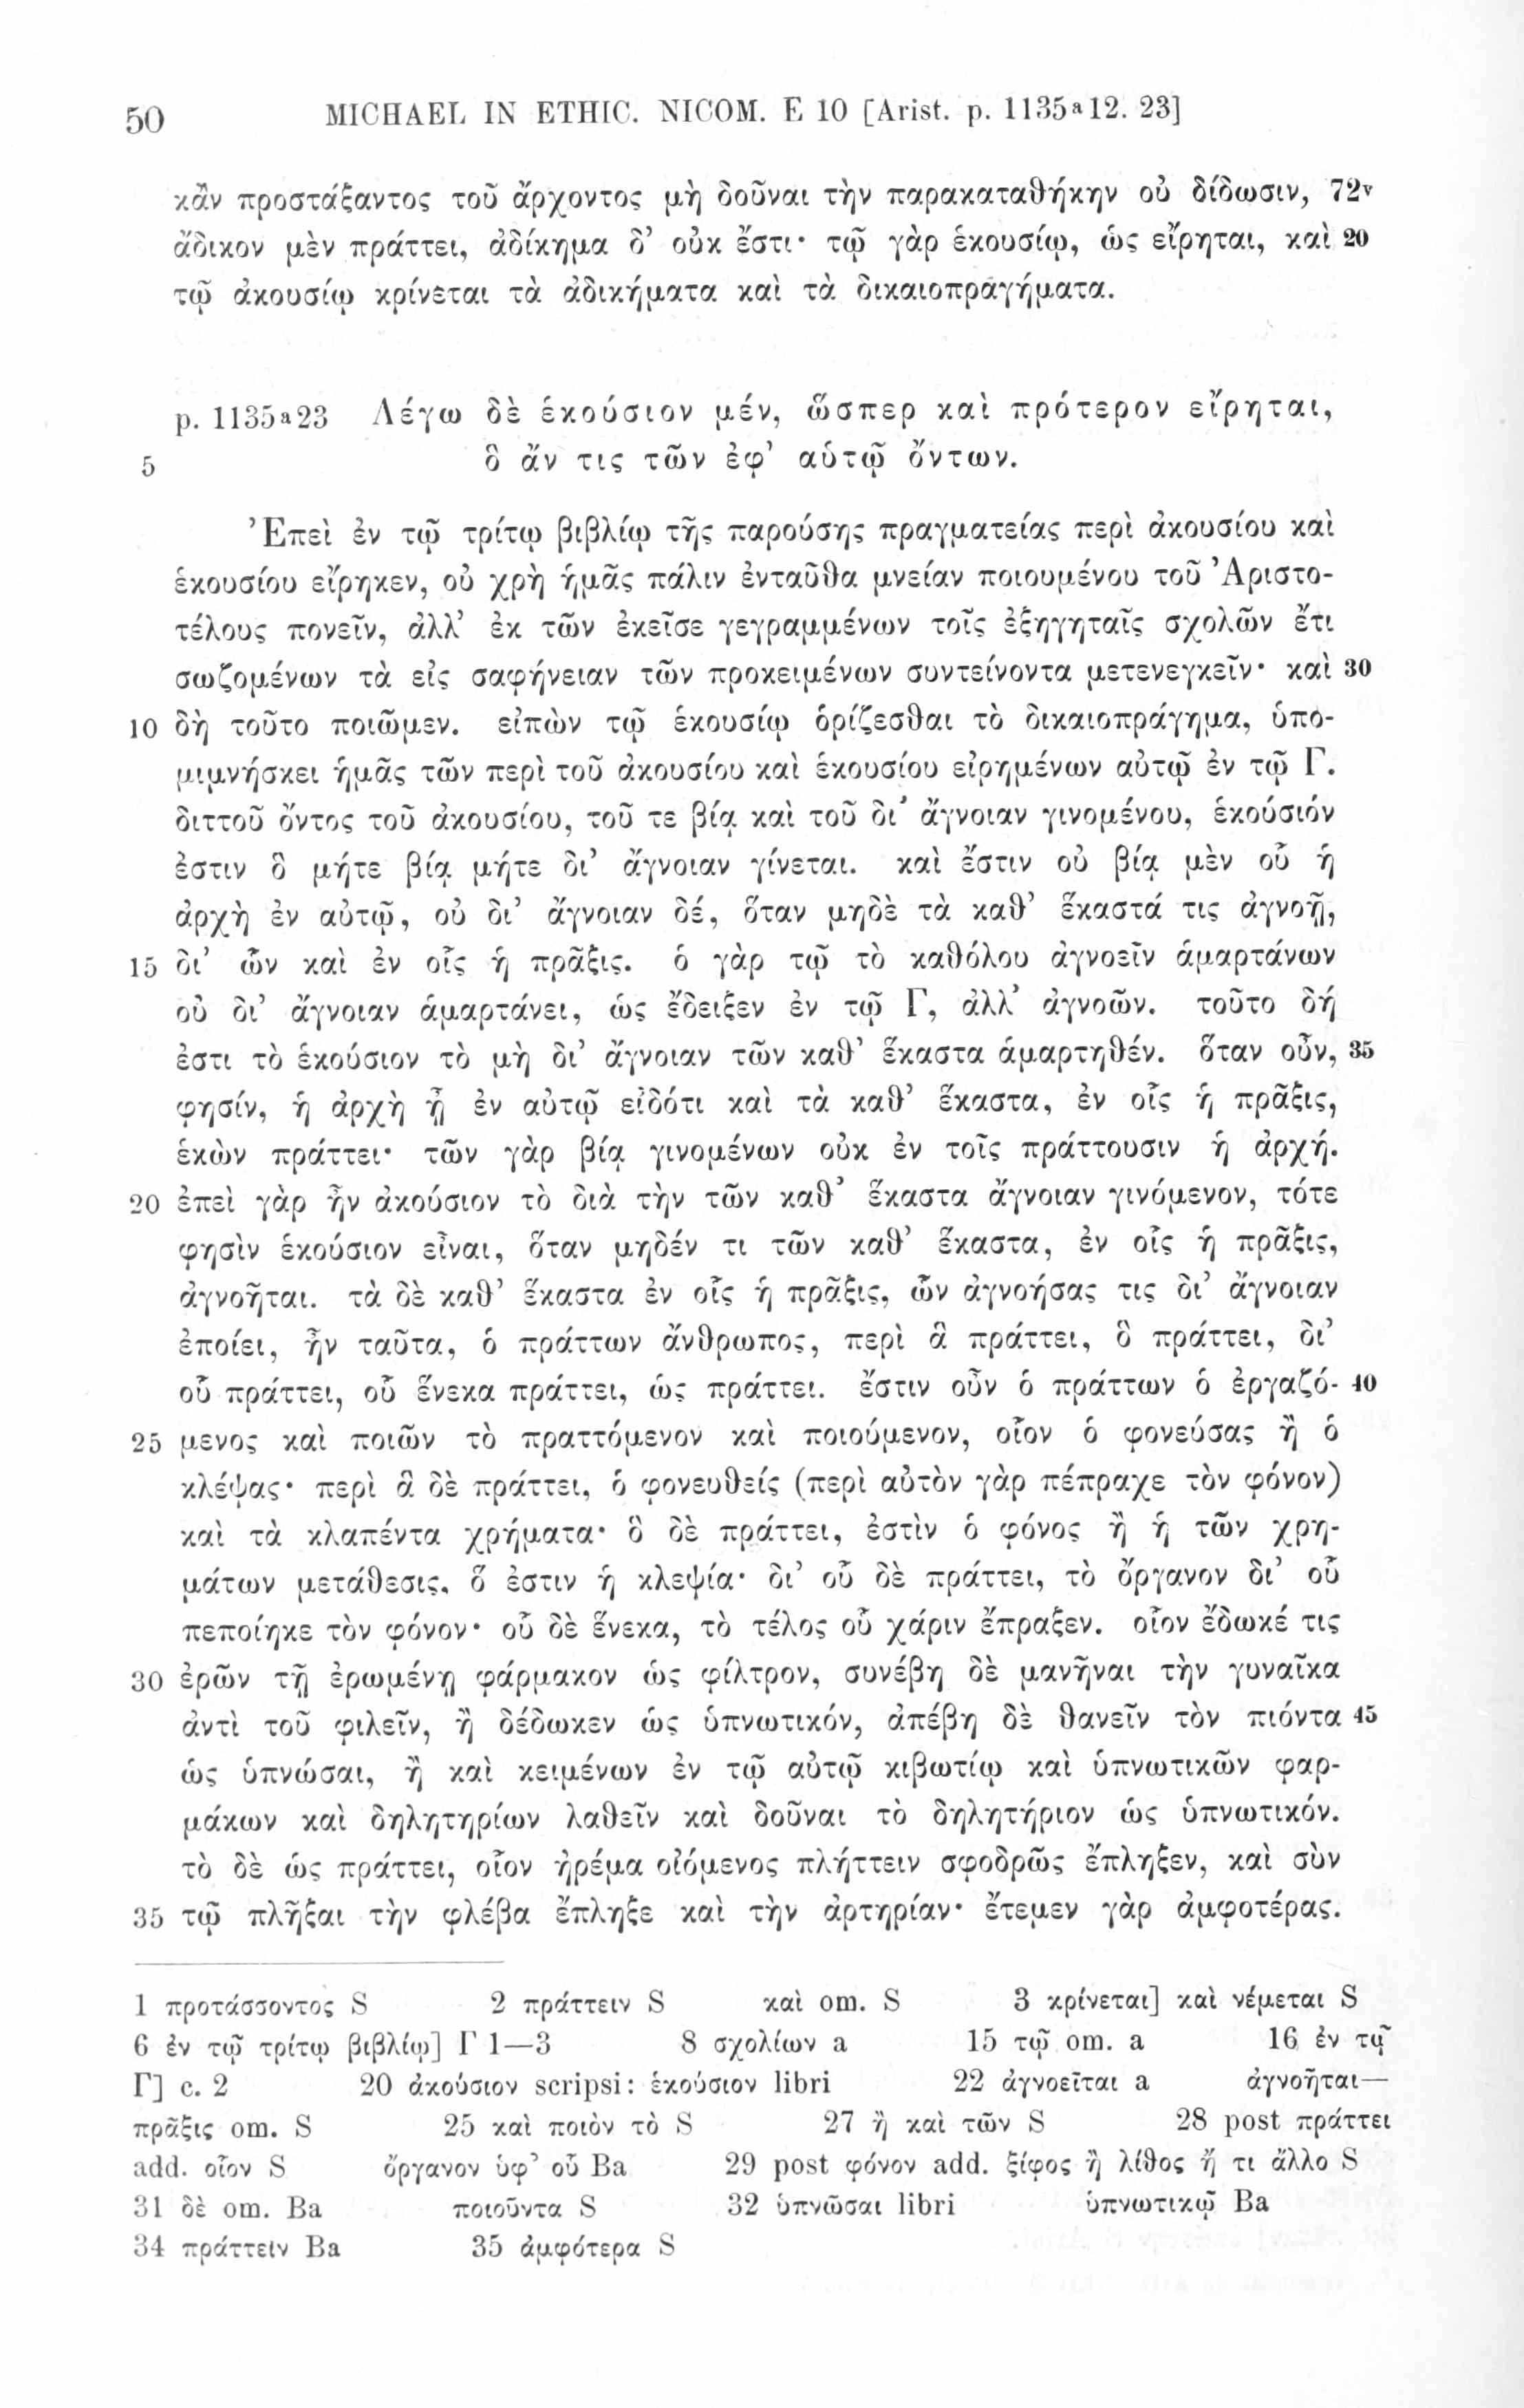 50 MICHAEL IN ETHIC. NICOM. E 10 [Arist. p. 1135ᵃ12. 23]
κἂν προστάξαντος τοῦ ἄρχοντος μὴ δοῦναι τὴν παρακαταθήκην οὐ δίδωσιν, 72ᵛ
ἄδικον μὲν πράττει, ἀδίκημα δ’ οὐκ ἔστι· τῷ γὰρ ἑκουσίῳ, ὡς εἴρηται, καὶ 20
τῷ ἀκουσίῳ κρίνεται τὰ ἀδικήματα καὶ τὰ δικαιοπραγήματα.
p. 1135ᵃ23 Λέγω δὲ ἑκούσιον μέν, ὥσπερ καὶ πρότερον εἴρηται,
5 ὃ ἄν τις τῶν ἐφ’ αὑτῷ ὄντων.
Ἐπεὶ ἐν τῷ τρίτῳ βιβλίῳ τῆς παρούσης πραγματείας περὶ ἀκουσίου καὶ
ἑκουσίου εἴρηκεν, οὐ χρὴ ἡμᾶς πάλιν ἐνταῦθα μνείαν ποιουμένου τοῦ Ἀριστο-
τέλους πονεῖν, ἀλλ’ ἐκ τῶν ἐκεῖσε γεγραμμένων τοῖς ἐξηγηταῖς σχολῶν ἔτι
σωζομένων τὰ εἰς σαφήνειαν τῶν προκειμένων συντείνοντα μετενεγκεῖν· καὶ 30
10 δὴ τοῦτο ποιῶμεν. εἰπὼν τῷ ἑκουσίῳ ὁρίζεσθαι τὸ δικαιοπράγημα, ὑπο-
μιμνήσκει ἡμᾶς τῶν περὶ τοῦ ἀκουσίου καὶ ἑκουσίου εἰρημένων αὐτῷ ἐν τῷ Γ.
διττοῦ ὄντος τοῦ ἀκουσίου, τοῦ τε βίᾳ καὶ τοῦ δι’ ἄγνοιαν γινομένου, ἑκούσιόν
ἐστιν ὃ μήτε βίᾳ μήτε δι’ ἄγνοιαν γίνεται. καὶ ἔστιν οὐ βίᾳ μὲν οὗ ἡ
ἀρχὴ ἐν αὐτῷ, οὐ δι’ ἄγνοιαν δέ, ὅταν μηδὲ τὰ καθ’ ἕκαστά τις ἀγνοῇ,
15 δι’ ὧν καὶ ἐν οἷς ἡ πρᾶξις. ὁ γὰρ τῷ τὸ καθόλου ἀγνοεῖν ἁμαρτάνων
οὐ δι’ ἄγνοιαν ἁμαρτάνει, ὡς ἔδειξεν ἐν τῷ Γ, ἀλλ’ ἀγνοῶν. τοῦτο δή
ἐστι τὸ ἑκούσιον τὸ μὴ δι’ ἄγνοιαν τῶν καθ’ ἕκαστα ἁμαρτηθέν. ὅταν οὖν, 35
φησίν, ἡ ἀρχὴ ᾖ ἐν αὐτῷ εἰδότι καὶ τὰ καθ’ ἕκαστα, ἐν οἷς ἡ πρᾶξις,
ἑκὼν πράττει· τῶν γὰρ βίᾳ γινομένων οὐκ ἐν τοῖς πράττουσιν ἡ ἀρχή.
20 ἐπεὶ γὰρ ἦν ἀκούσιον τὸ διὰ τὴν τῶν καθ’ ἕκαστα ἄγνοιαν γινόμενον, τότε
φησὶν ἑκούσιον εἶναι, ὅταν μηδέν τι τῶν καθ’ ἕκαστα, ἐν οἷς ἡ πρᾶξις,
ἀγνοῆται. τὰ δὲ καθ’ ἕκαστα ἐν οἷς ἡ πρᾶξις, ὧν ἀγνοήσας τις δι’ ἄγνοιαν
ἐποίει, ἦν ταῦτα, ὁ πράττων ἄνθρωπος, περὶ ἃ πράττει, ὃ πράττει, δι’
οὗ πράττει, οὗ ἕνεκα πράττει, ὡς πράττει. ἔστιν οὖν ὁ πράττων ὁ ἐργαζό- 40
25 μενος καὶ ποιῶν τὸ πραττόμενον καὶ ποιούμενον, οἷον ὁ φονεύσας ἢ ὁ
κλέψας· περὶ ἃ δὲ πράττει, ὁ φονευθείς (περὶ αὐτὸν γὰρ πέπραχε τὸν φόνον)
καὶ τὰ κλαπέντα χρήματα· ὃ δὲ πράττει, ἐστὶν ὁ φόνος ἢ ἡ τῶν χρη-
μάτων μετάθεσις, ὅ ἐστιν ἡ κλεψία· δι’ οὗ δὲ πράττει, τὸ ὄργανον δι’ οὗ
πεποίηκε τὸν φόνον· οὗ δὲ ἕνεκα, τὸ τέλος οὗ χάριν ἔπραξεν. οἷον ἔδωκέ τις
30 ἐρῶν τῇ ἐρωμένῃ φάρμακον ὡς φίλτρον, συνέβη δὲ μανῆναι τὴν γυναῖκα
ἀντὶ τοῦ φιλεῖν, ἢ δέδωκεν ὡς ὑπνωτικόν, ἀπέβη δὲ θανεῖν τὸν πιόντα 45
ὡς ὑπνώσαι, ἢ καὶ κειμένων ἐν τῷ αὐτῷ κιβωτίῳ καὶ ὑπνωτικῶν φαρ-
μάκων καὶ δηλητηρίων λαθεῖν καὶ δοῦναι τὸ δηλητήριον ὡς ὑπνωτικόν.
τὸ δὲ ὡς πράττει, οἷον ἠρέμα οἰόμενος πλήττειν σφοδρῶς ἔπληξεν, καὶ σὺν
35 τῷ πλῆξαι τὴν φλέβα ἔπληξε καὶ τὴν ἀρτηρίαν· ἔτεμεν γὰρ ἀμφοτέρας.
1 προτάσσοντος S 2 πράττειν S καὶ om. S 3 κρίνεται] καὶ νέμεται S
6 ἐν τῷ τρίτῳ βιβλίῳ] Γ 1—3 8 σχολίων a 15 τῷ om. a 16 ἐν τῷ
Γ] c. 2 20 ἀκούσιον scripsi: ἑκούσιον libri 22 ἀγνοεῖται a ἀγνοῆται—
πρᾶξις om. S 25 καὶ ποιὸν τὸ S 27 ἢ καὶ τῶν S 28 post πράττει
add. οἷον S ὄργανον ὑφ’ οὗ Ba 29 post φόνον add. ξίφος ἢ λίθος ἤ τι ἄλλο S
31 δὲ om. Ba ποιοῦντα S 32 ὑπνῶσαι libri ὑπνωτικῷ Ba
34 πράττειν Ba 35 ἀμφότερα S